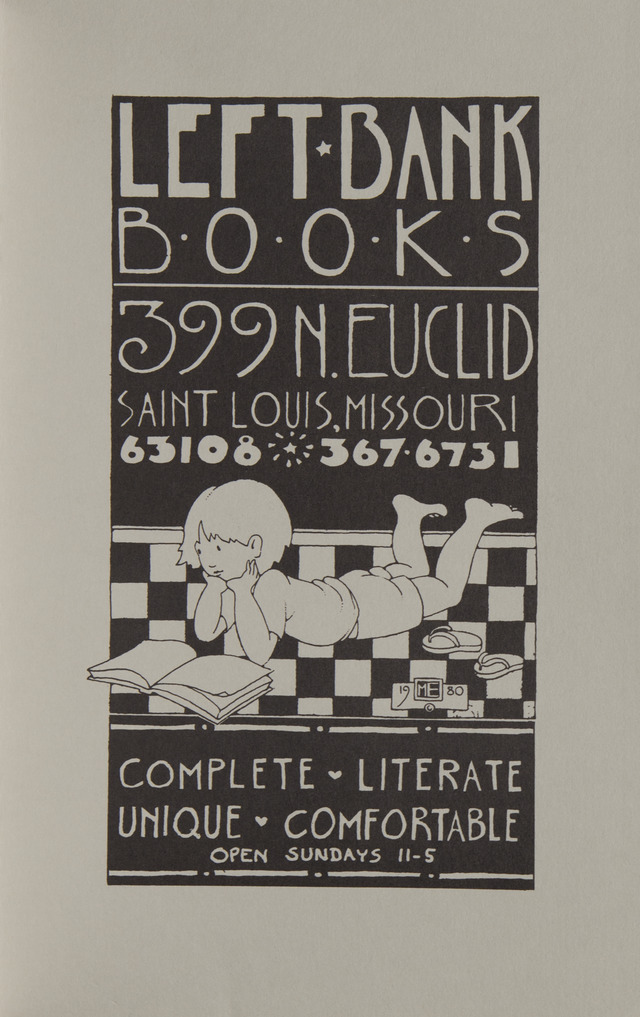 LEFT★BANK
B·O·O·K·S
399 N. EUCLID
SAINT LOUIS, MISSOURI
63108 367·6731
19 ME 80
©
COMPLETE ♥ LITERATE
UNIQUE ♥ COMFORTABLE
OPEN SUNDAYS 11-5